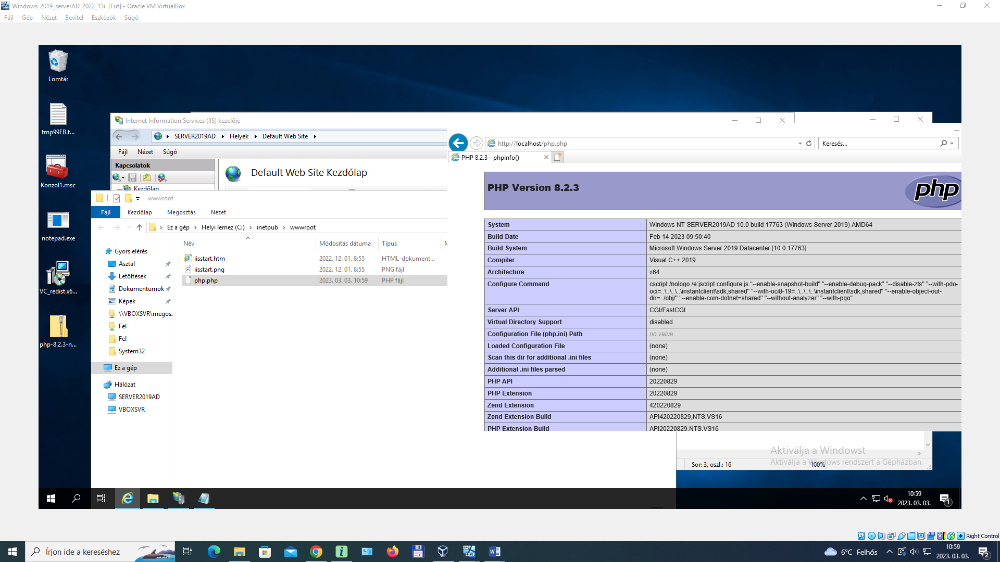 Windows_2019_serverAD_2022_13i [Fut] - Oracle VM VirtualBox
Fájl Gép Nézet Bevitel Eszközök Súgó
Lomtár
tmp99EB.t...
Konzol1.msc
notepad.exe
VC_redist.x6...
php-8.2.3-n...
Internet Information Services (IIS) kezelője
SERVER2019AD Helyek Default Web Site
Fájl Nézet Súgó
Kapcsolatok
Kezdőlap
Default Web Site Kezdőlap
wwwroot
Fájl Kezdőlap Megosztás Nézet
Ez a gép Helyi lemez (C:) inetpub wwwroot
Név Módosítás dátuma Típus
iisstart.htm 2022. 12. 01. 8:55 HTML-dokument...
iisstart.png 2022. 12. 01. 8:55 PNG fájl
php.php 2023. 03. 03. 10:59 PHP fájl
Gyors elérés
Asztal
Letöltések
Dokumentumok
Képek
\\VBOXSVR\megosz
Fel
Fel
System32
Ez a gép
Hálózat
SERVER2019AD
VBOXSVR
http://localhost/php.php Keresés...
PHP 8.2.3 - phpinfo()
PHP Version 8.2.3
php
System Windows NT SERVER2019AD 10.0 build 17763 (Windows Server 2019) AMD64
Build Date Feb 14 2023 09:50:40
Build System Microsoft Windows Server 2019 Datacenter [10.0.17763]
Compiler Visual C++ 2019
Architecture x64
Configure Command cscript /nologo /e:jscript configure.js "--enable-snapshot-build" "--enable-debug-pack" "--disable-zts" "--with-pdo-
oci=..\..\..\..\instantclient\sdk,shared" "--with-oci8-19=..\..\..\..\instantclient\sdk,shared" "--enable-object-out-
dir=../obj/" "--enable-com-dotnet=shared" "--without-analyzer" "--with-pgo"
Server API CGI/FastCGI
Virtual Directory Support disabled
Configuration File (php.ini) Path no value
Loaded Configuration File (none)
Scan this dir for additional .ini files (none)
Additional .ini files parsed (none)
PHP API 20220829
PHP Extension 20220829
Zend Extension 420220829
Zend Extension Build API420220829,NTS,VS16
PHP Extension Build API20220829,NTS,VS16
Aktiválja a Windowst
Aktiválja a Windows rendszert a Gépházban.
Sor: 3, oszl.: 16 100%
10:59
2023. 03. 03.
1
Right Control
Írjon ide a kereséshez
2019
6°C Felhős
10:59
2023. 03. 03.
2